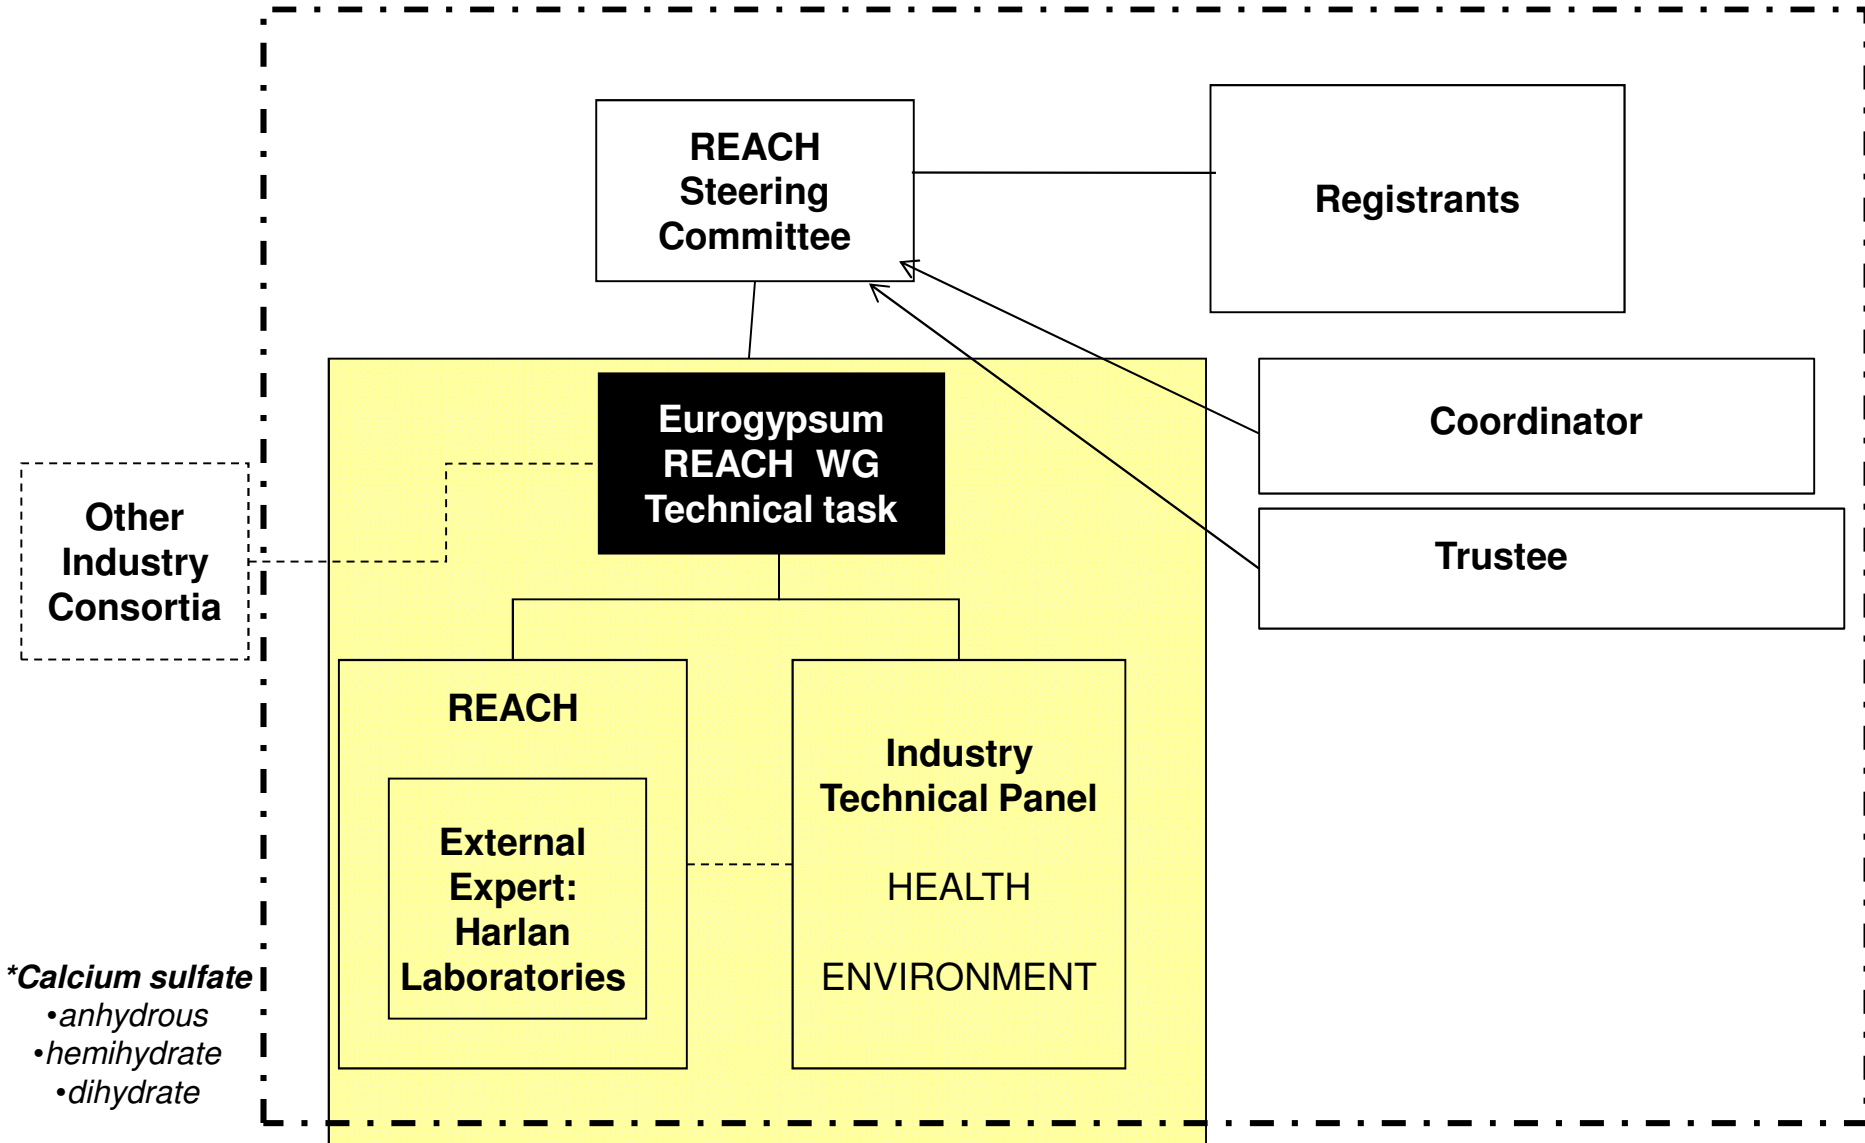 REACH
Steering
Committee
Registrants
Eurogypsum
REACH WG
Technical task
Coordinator
Trustee
Other
Industry
Consortia
REACH
External
Expert:
Harlan
Laboratories
Industry
Technical Panel
HEALTH
ENVIRONMENT
*Calcium sulfate
•anhydrous
•hemihydrate
•dihydrate